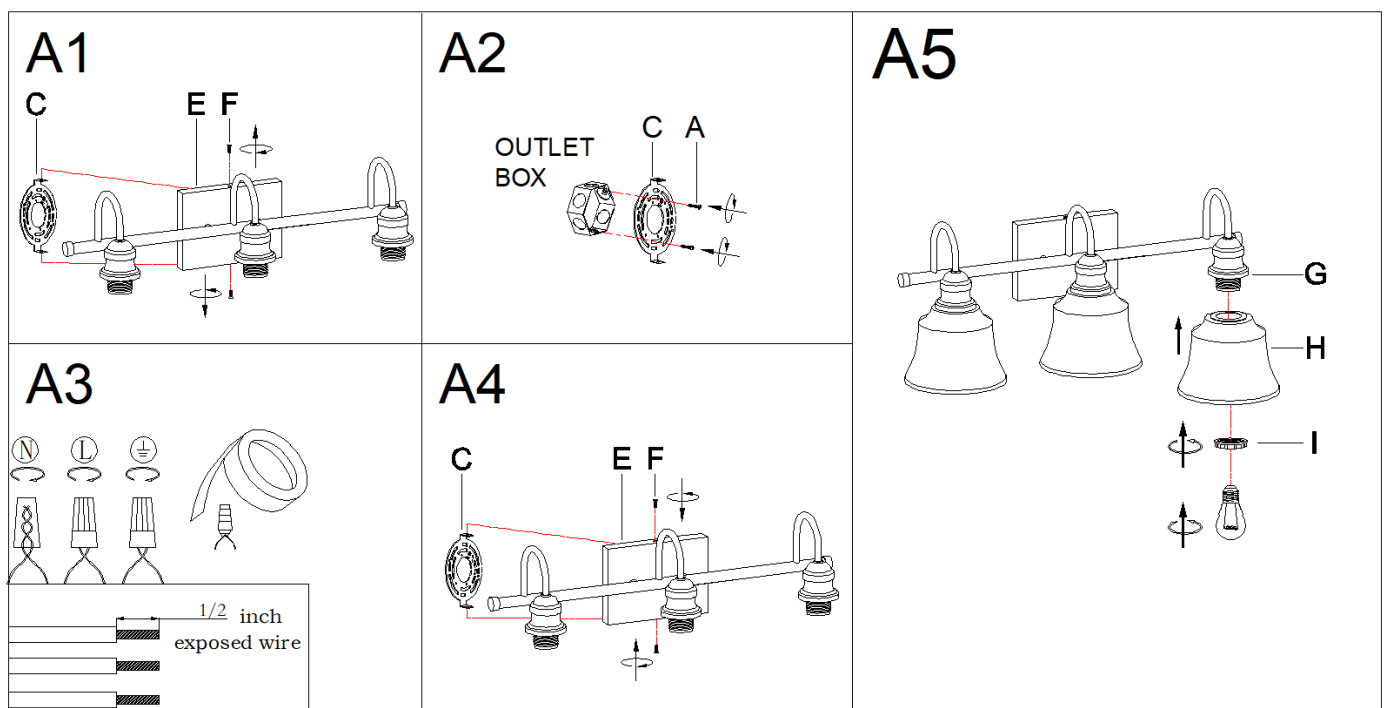 A1
C
E F
A2
C A
OUTLET
BOX
A3
N L
1/2 inch
exposed wire
A4
C
E F
A5
G
H
I